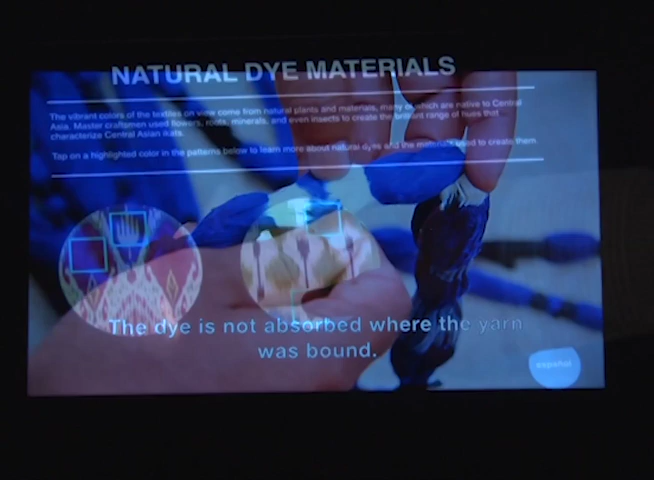 NATURAL DYE MATERIALS
The vibrant colors of the textiles on view come from natural plants and materials, many of which are native to Central
Asia. Master craftsmen used flowers, roots, minerals, and even insects to create the brilliant range of hues that
characterize Central Asian ikats.
Tap on a highlighted color in the patterns below to learn more about natural dyes and the materials used to create them
The dye is not absorbed where the yarn
was bound.
español